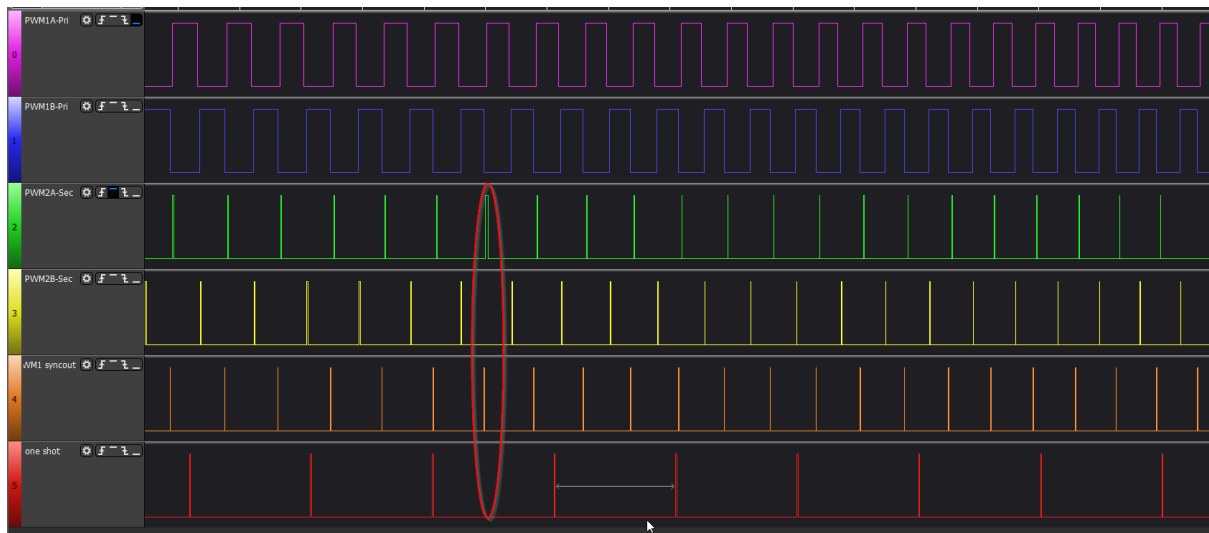 PWM1A-Pri
0
PWM1B-Pri
1
PWM2A-Sec
2
PWM2B-Sec
3
WM1 syncout
4
one shot
5